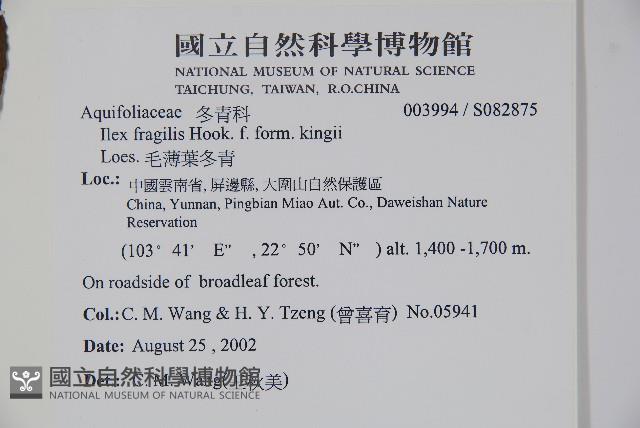 國立自然科學博物館
NATIONAL MUSEUM OF NATURAL SCIENCE
TAICHUNG, TAIWAN, R.O.CHINA
Aquifoliaceae 冬青科 003994 / S082875
Ilex fragilis Hook. f. form. kingii
Loes. 毛薄葉冬青
Loc.: 中國雲南省, 屏邊縣, 大圍山自然保護區
China, Yunnan, Pingbian Miao Aut. Co., Daweishan Nature
Reservation
(103° 41' E" , 22° 50' N" ) alt. 1,400 -1,700 m.
On roadside of broadleaf forest.
Col.: C. M. Wang & H. Y. Tzeng (曾喜育) No.05941
Date: August 25 , 2002
Det.: C. M. Wang(王秋美)
國立自然科學博物館
NATIONAL MUSEUM OF NATURAL SCIENCE